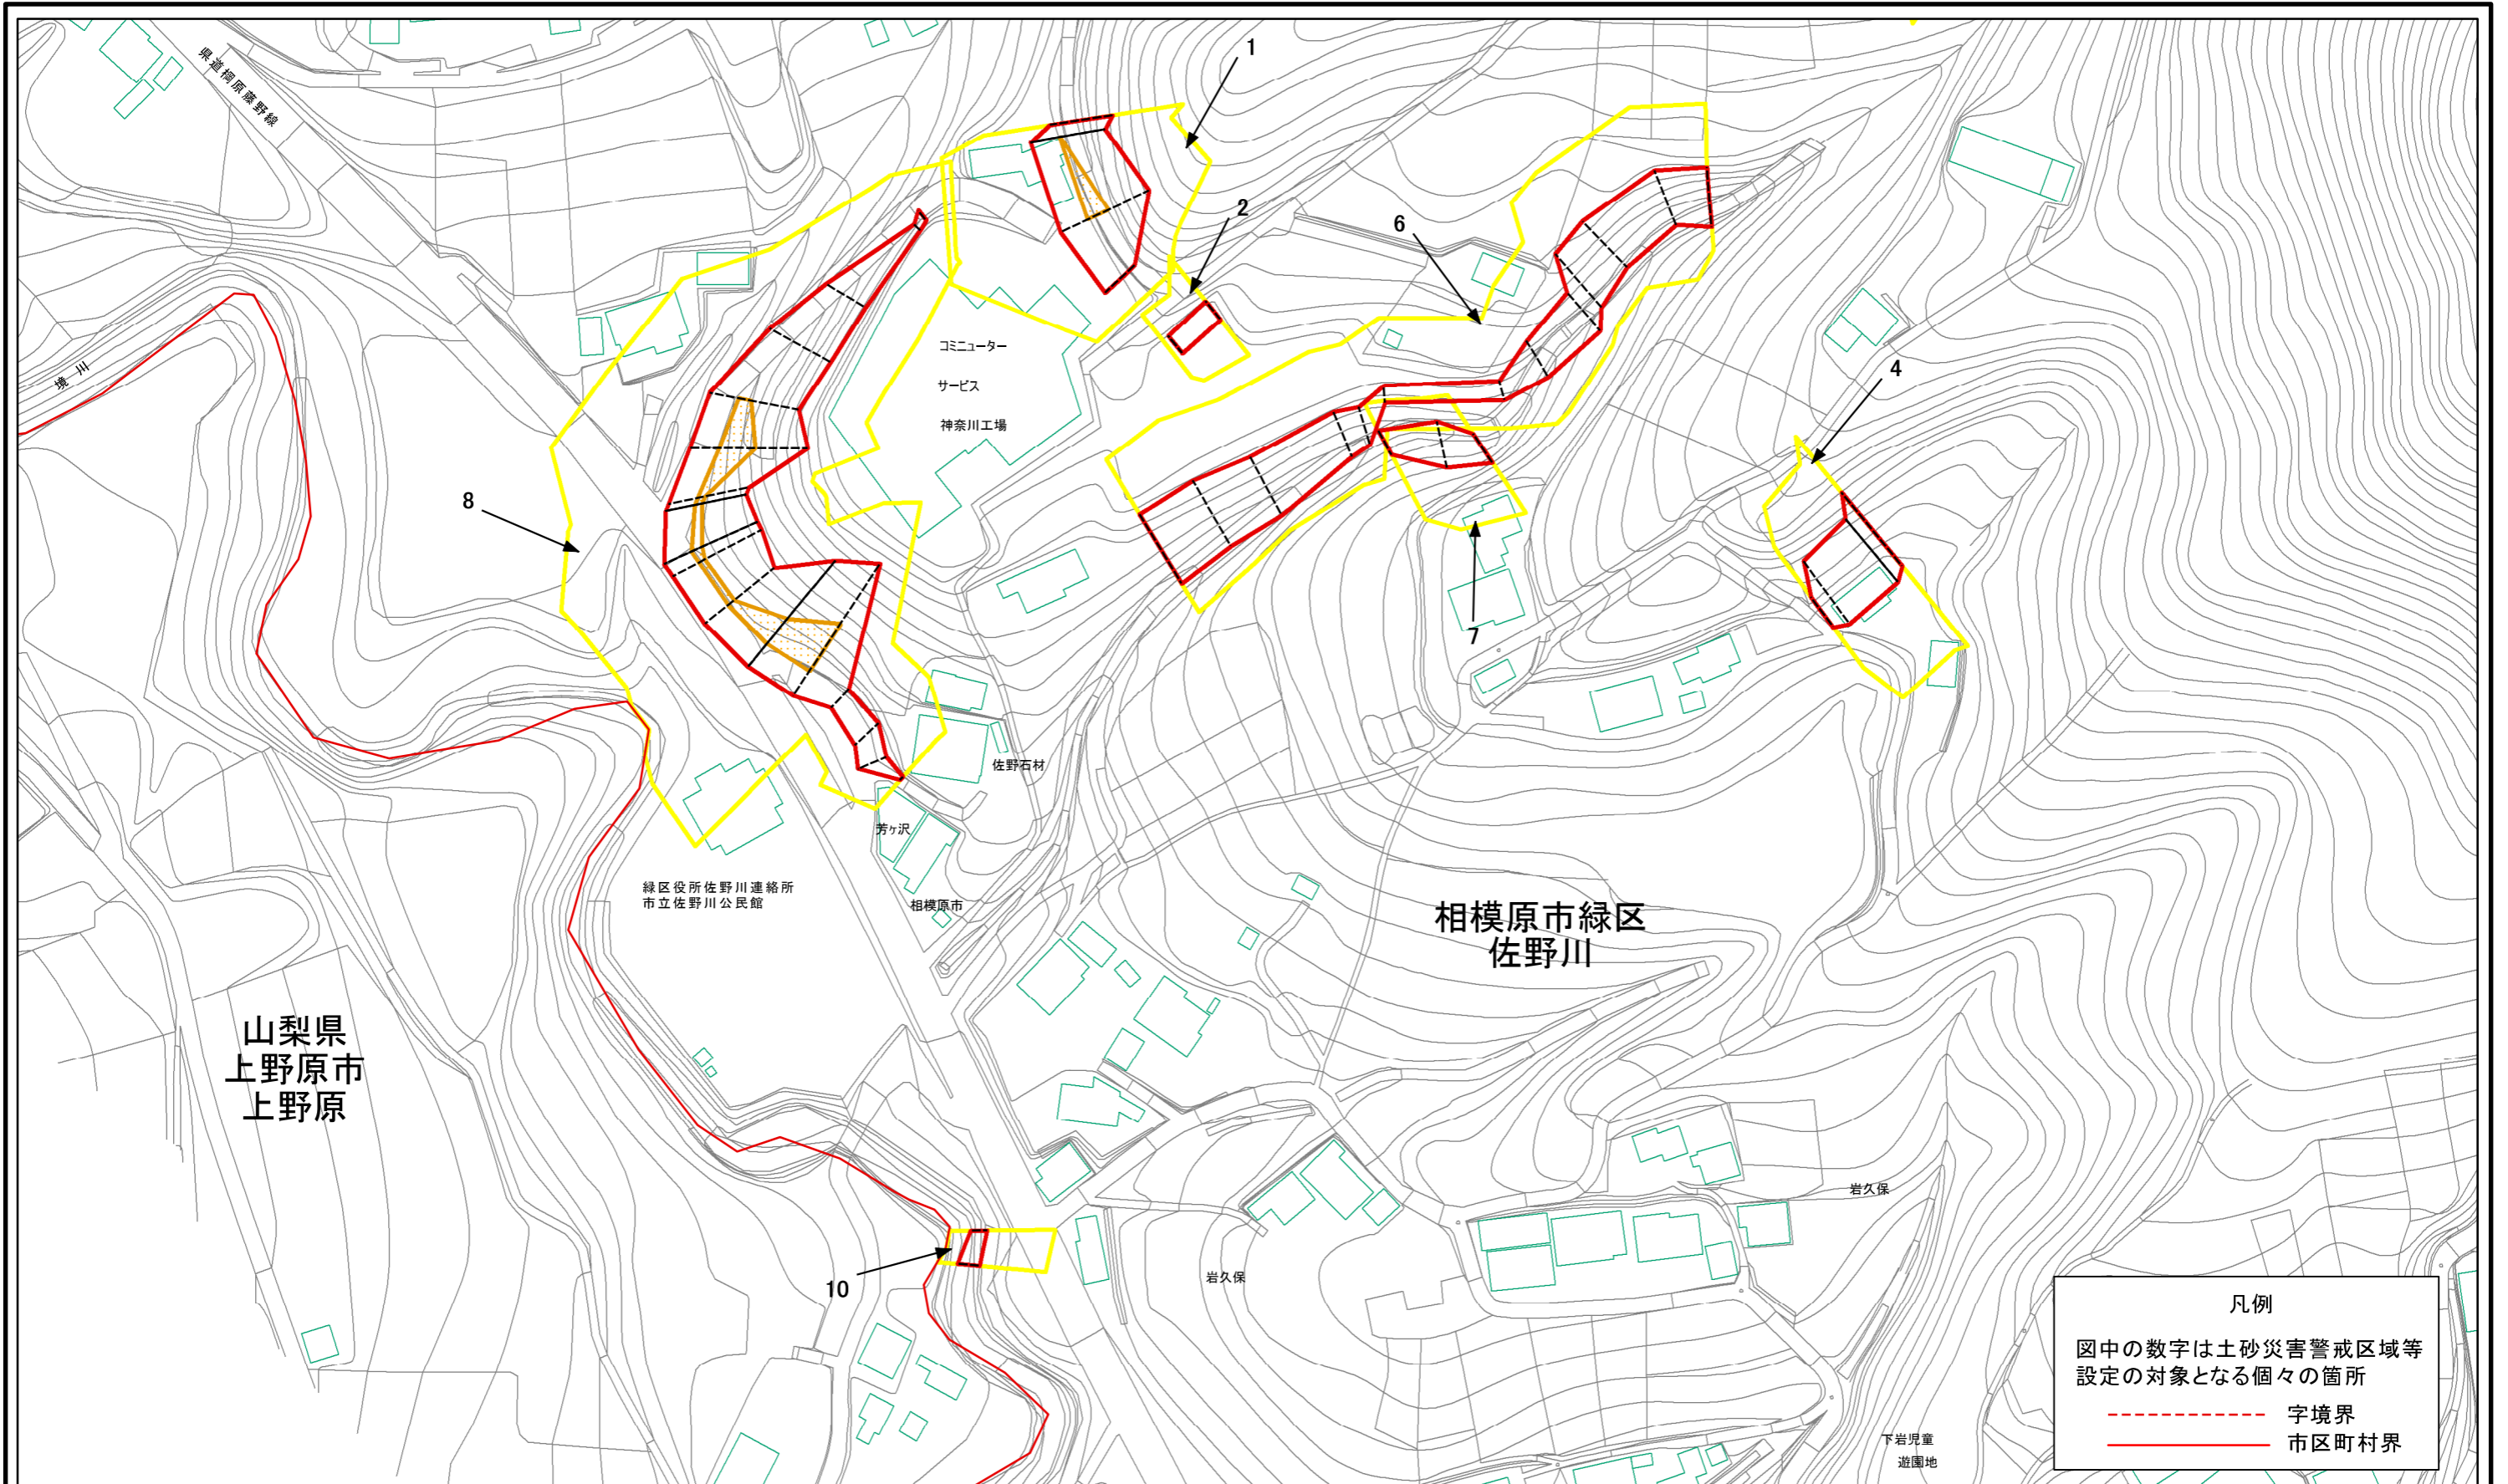 県道棡原藤野線
1
2
6
境川
コミニューター
サービス
神奈川工場
4
8
7
佐野石材
芳ヶ沢
緑区役所佐野川連絡所
市立佐野川公民館
相模原市
相模原市緑区
佐野川
山梨県
上野原市
上野原
岩久保
10
岩久保
凡例
図中の数字は土砂災害警戒区域等
設定の対象となる個々の箇所
字境界
市区町村界
下岩児童
遊園地